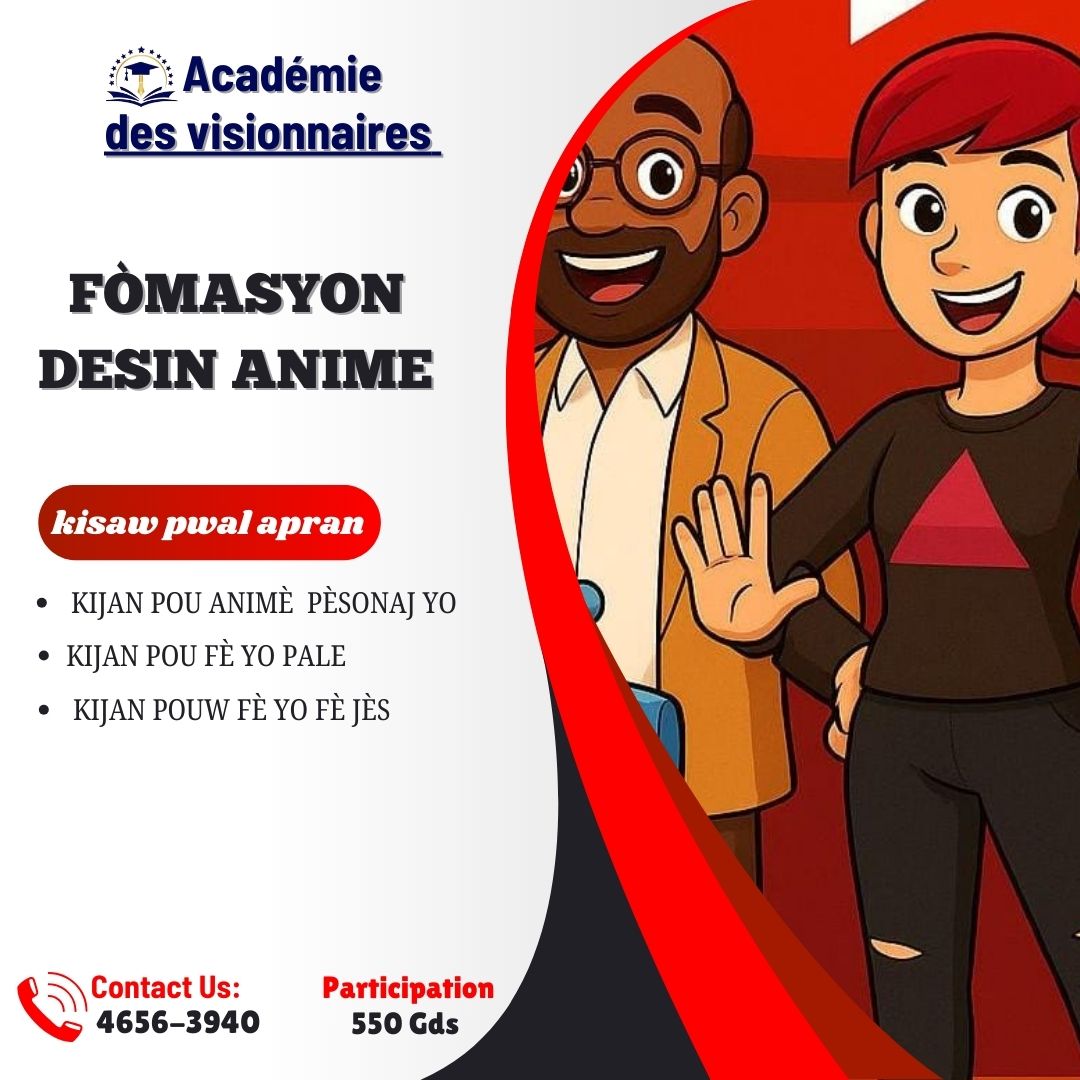 Académie
des visionnaires
FÒMASYON
DESIN ANIME
kisaw pwal apran
• KIJAN POU ANIMÈ PÈSONAJ YO
• KIJAN POU FÈ YO PALE
• KIJAN POUW FÈ YO FÈ JÈS
Contact Us:
4656-3940
Participation
550 Gds